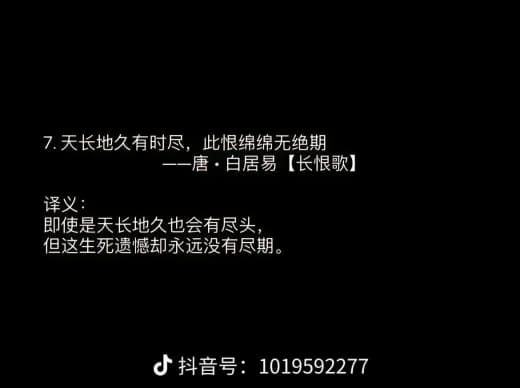 7. 天长地久有时尽，此恨绵绵无绝期
——唐·白居易【长恨歌】
译义：
即使是天长地久也会有尽头，
但这生死遗憾却永远没有尽期。
抖音号：1019592277